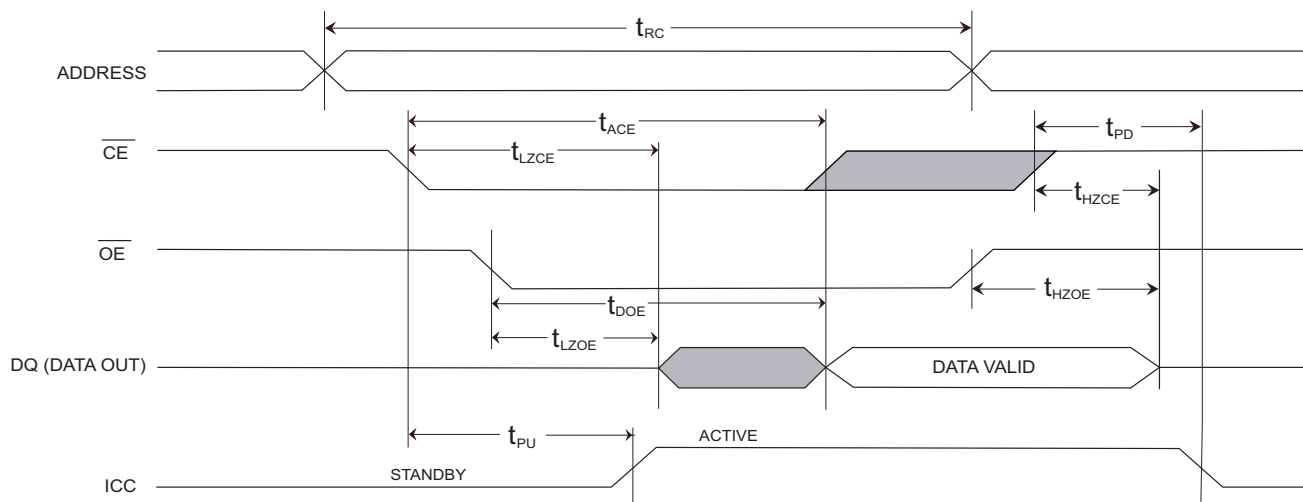 tRC
ADDRESS
tACE
tPD
CE
tLZCE
tHZCE
OE
tHZOE
tDOE
tLZOE
DQ (DATA OUT)
DATA VALID
tPU
ACTIVE
STANDBY
ICC